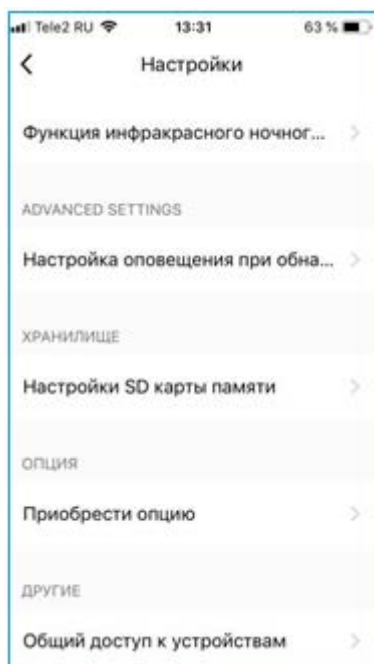 Tele2 RU 13:31 63 %
Настройки
Функция инфракрасного ночног...
ADVANCED SETTINGS
Настройка оповещения при обна...
ХРАНИЛИЩЕ
Настройки SD карты памяти
ОПЦИЯ
Приобрести опцию
ДРУГИЕ
Общий доступ к устройствам